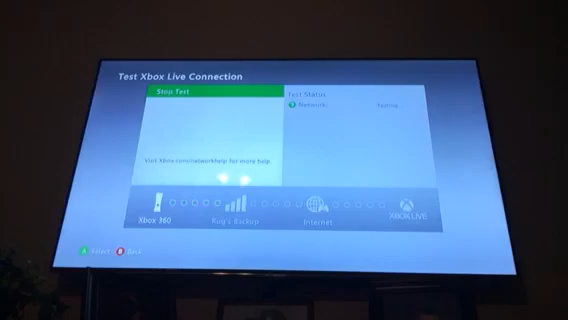 Test Xbox Live Connection
Stop Test
Test Status
Network
Testing
Visit Xbox.com/networkhelp for more help.
Xbox 360
Rug's Backup
Internet
XBOX LIVE
A Select B Back